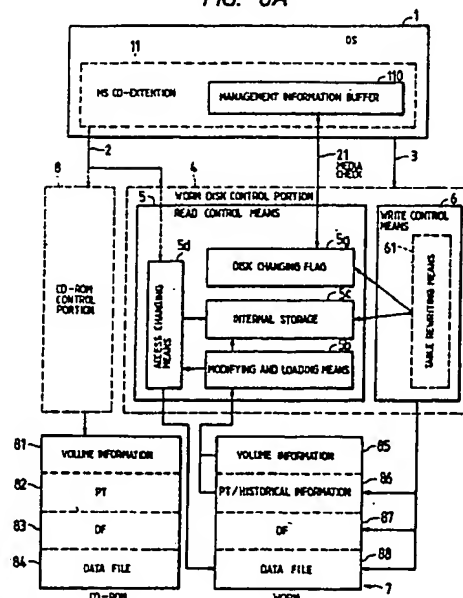 FIG. 8A
1
11
OS
MS CD-EXTENTION
110
MANAGEMENT INFORMATION BUFFER
2
21
MEDIA
CHECK
3
8
4
WORM DISK CONTROL PORTION
5
READ CONTROL MEANS
6
WRITE CONTROL
MEANS
61
TABLE REWRITING MEANS
5d
ACCESS CHANGING
MEANS
5a
DISK CHANGING FLAG
5c
INTERNAL STORAGE
5b
MODIFYING AND LOADING MEANS
CD-ROM
CONTROL
PORTION
81
VOLUME INFORMATION
82
PT
83
DF
84
DATA FILE
CD-ROM
VOLUME INFORMATION
85
PT/HISTORICAL INFORMATION
86
DF
87
DATA FILE
88
WORM
7